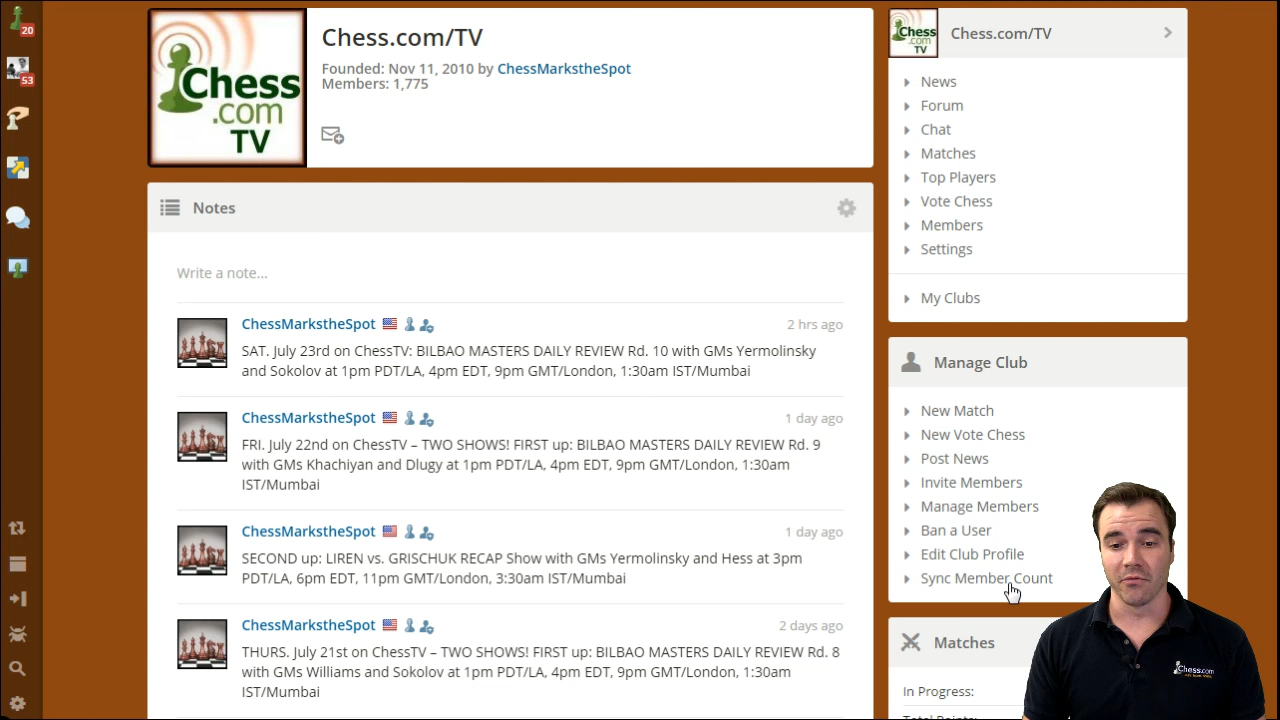 20
53
Chess
.com
TV
Chess.com/TV
Founded: Nov 11, 2010 by ChessMarkstheSpot
Members: 1,775
Notes
Write a note...
ChessMarkstheSpot
2 hrs ago
SAT. July 23rd on ChessTV: BILBAO MASTERS DAILY REVIEW Rd. 10 with GMs Yermolinsky
and Sokolov at 1pm PDT/LA, 4pm EDT, 9pm GMT/London, 1:30am IST/Mumbai
ChessMarkstheSpot
1 day ago
FRI. July 22nd on ChessTV – TWO SHOWS! FIRST up: BILBAO MASTERS DAILY REVIEW Rd. 9
with GMs Khachiyan and Dlugy at 1pm PDT/LA, 4pm EDT, 9pm GMT/London, 1:30am
IST/Mumbai
ChessMarkstheSpot
1 day ago
SECOND up: LIREN vs. GRISCHUK RECAP Show with GMs Yermolinsky and Hess at 3pm
PDT/LA, 6pm EDT, 11pm GMT/London, 3:30am IST/Mumbai
ChessMarkstheSpot
2 days ago
THURS. July 21st on ChessTV – TWO SHOWS! FIRST up: BILBAO MASTERS DAILY REVIEW Rd. 8
with GMs Williams and Sokolov at 1pm PDT/LA, 4pm EDT, 9pm GMT/London, 1:30am
IST/Mumbai
Chess
.com
TV
Chess.com/TV
News
Forum
Chat
Matches
Top Players
Vote Chess
Members
Settings
My Clubs
Manage Club
New Match
New Vote Chess
Post News
Invite Members
Manage Members
Ban a User
Edit Club Profile
Sync Member Count
Matches
In Progress:
Total Points:
Chess.com